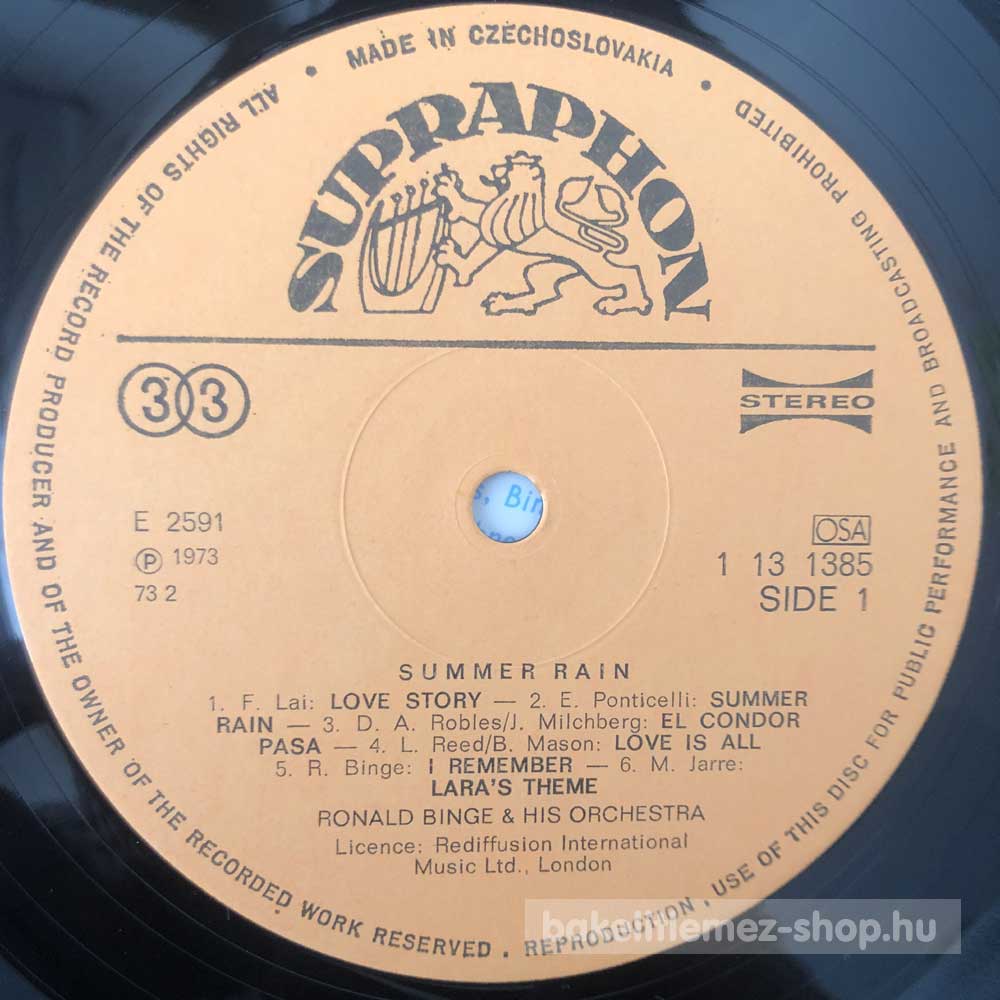 ALL RIGHTS OF THE RECORD PRODUCER AND OF THE OWNER OF THE RECORDED WORK RESERVED . REPRODUCTION , USE OF THIS DISC FOR PUBLIC PERFORMANCE AND BROADCASTING PROHIBITED
• MADE IN CZECHOSLOVAKIA •
SUPRAPHON
33
STEREO
E 2591
Ⓟ 1973
73 2
OSA
1 13 1385
SIDE 1
s, Bin
SUMMER RAIN
1. F. Lai: LOVE STORY — 2. E. Ponticelli: SUMMER
RAIN — 3. D. A. Robles/J. Milchberg: EL CONDOR
PASA — 4. L. Reed/B. Mason: LOVE IS ALL
5. R. Binge: I REMEMBER — 6. M. Jarre:
LARA'S THEME
RONALD BINGE & HIS ORCHESTRA
Licence: Rediffusion International
Music Ltd., London
bakelitlemez-shop.hu